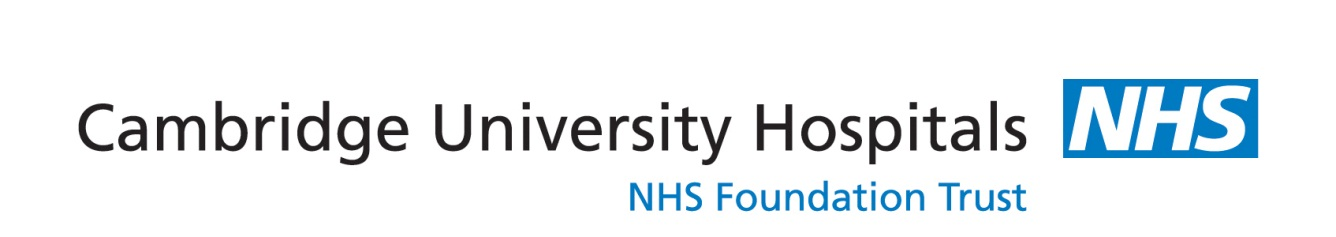 Cambridge University Hospitals NHS
NHS Foundation Trust